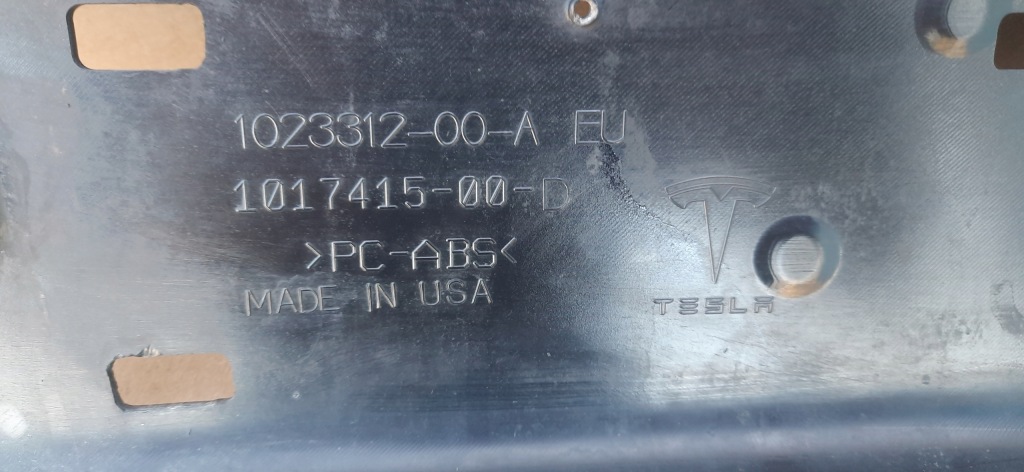 1023312-00-A EU
1017415-00-D
>PC-ABS<
MADE IN USA
TESLA